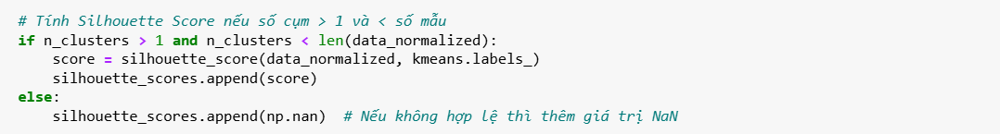 # Tính Silhouette Score nếu số cụm > 1 và < số mẫu
if n_clusters > 1 and n_clusters < len(data_normalized):
    score = silhouette_score(data_normalized, kmeans.labels_)
    silhouette_scores.append(score)
else:
    silhouette_scores.append(np.nan)  # Nếu không hợp lệ thì thêm giá trị NaN